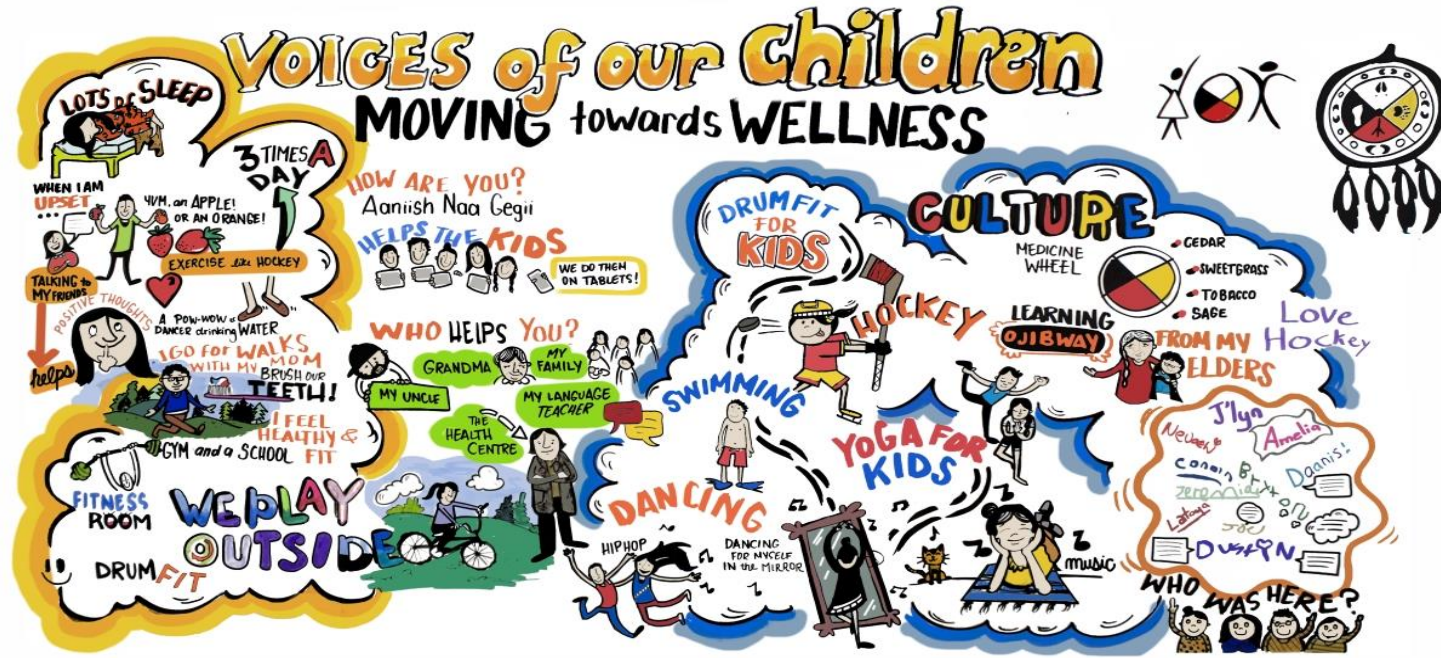 VOICES of our Children
MOVING towards WELLNESS
LOTS OF SLEEP
3 TIMES A
DAY
WHEN I AM
UPSET
...
YUM, an APPLE!
OR AN ORANGE!
EXERCISE like HOCKEY
TALKING to
MY FRIENDS
helps
POSITIVE THOUGHTS
A POW-WOW
DANCER drinking WATER
I GO FOR WALKS
WITH MY MOM
BRUSH OUR
TEETH!
I FEEL
HEALTHY &
FIT
GYM and a SCHOOL
FITNESS
ROOM
WE PLAY
OUTSIDE
DRUMFIT
HOW ARE YOU?
Aaniish Naa Gegii
HELPS THE KIDS
WE DO THEM
ON TABLETS!
WHO HELPS YOU?
GRANDMA
MY
FAMILY
MY UNCLE
MY LANGUAGE
TEACHER
THE
HEALTH
CENTRE
DRUMFIT
FOR
KIDS
HOCKEY
SWIMMING
YOGA FOR
KIDS
DANCING
HIPHOP
DANCING
FOR MYSELF
IN the MIRROR
music
CULTURE
MEDICINE
WHEEL
CEDAR
SWEETGRASS
TOBACCO
SAGE
LEARNING
OJIBWAY
FROM MY
ELDERS
Love
Hockey
J'lyn
Amelia
Daanis!
Latoya
Dustin
WHO WAS HERE?